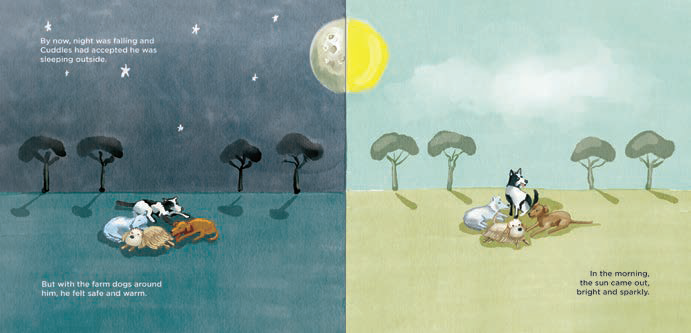 By now, night was falling and
Cuddles had accepted he was
sleeping outside.
But with the farm dogs around
him, he felt safe and warm.
In the morning,
the sun came out,
bright and sparkly.